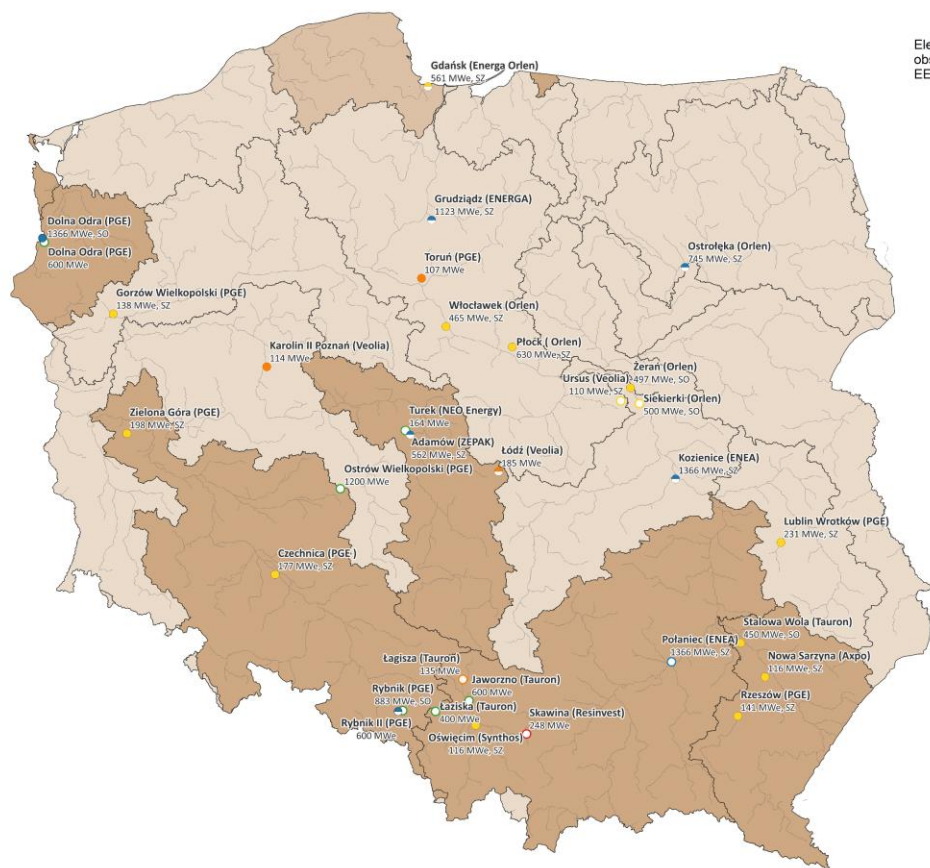 Ele
obs
EE
Gdańsk (Energa Orlen)
561 MWe, SZ
Grudziądz (ENERGA)
1123 MWe, SZ
Dolna Odra (PGE)
1366 MWe, SO
Dolna Odra (PGE)
600 MWe
Ostrołęka (Orlen)
745 MWe, SZ
Toruń (PGE)
107 MWe
Gorzów Wielkopolski (PGE)
138 MWe, SZ
Włocławek (Orlen)
465 MWe, SZ
Płock ( Orlen)
630 MWe, SZ
Karolin II Poznań (Veolia)
114 MWe
Żerań (Orlen)
497 MWe, SO
Ursus (Veolia)
110 MWe, SZ
Siekierki (Orlen)
500 MWe, SO
Zielona Góra (PGE)
198 MWe, SZ
Turek (NEO Energy)
164 MWe
Adamów (ZEPAK)
562 MWe, SZ
Łódź (Veolia)
185 MWe
Kozienice (ENEA)
1366 MWe, SZ
Ostrów Wielkopolski (PGE)
1200 MWe
Lublin Wrotków (PGE)
231 MWe, SZ
Czechnica (PGE )
177 MWe, SZ
Stalowa Wola (Tauron)
450 MWe, SO
Połaniec (ENEA)
1366 MWe, SZ
Nowa Sarzyna (Axpo)
116 MWe, SZ
Łagisza (Tauron)
135 MWe
Jaworzno (Tauron)
600 MWe
Rybnik (PGE)
883 MWe, SO
Rzeszów (PGE)
141 MWe, SZ
Łaziska (Tauron)
400 MWe
Skawina (Resinvest)
248 MWe
Rybnik II (PGE)
600 MWe
Oświęcim (Synthos)
116 MWe, SZ